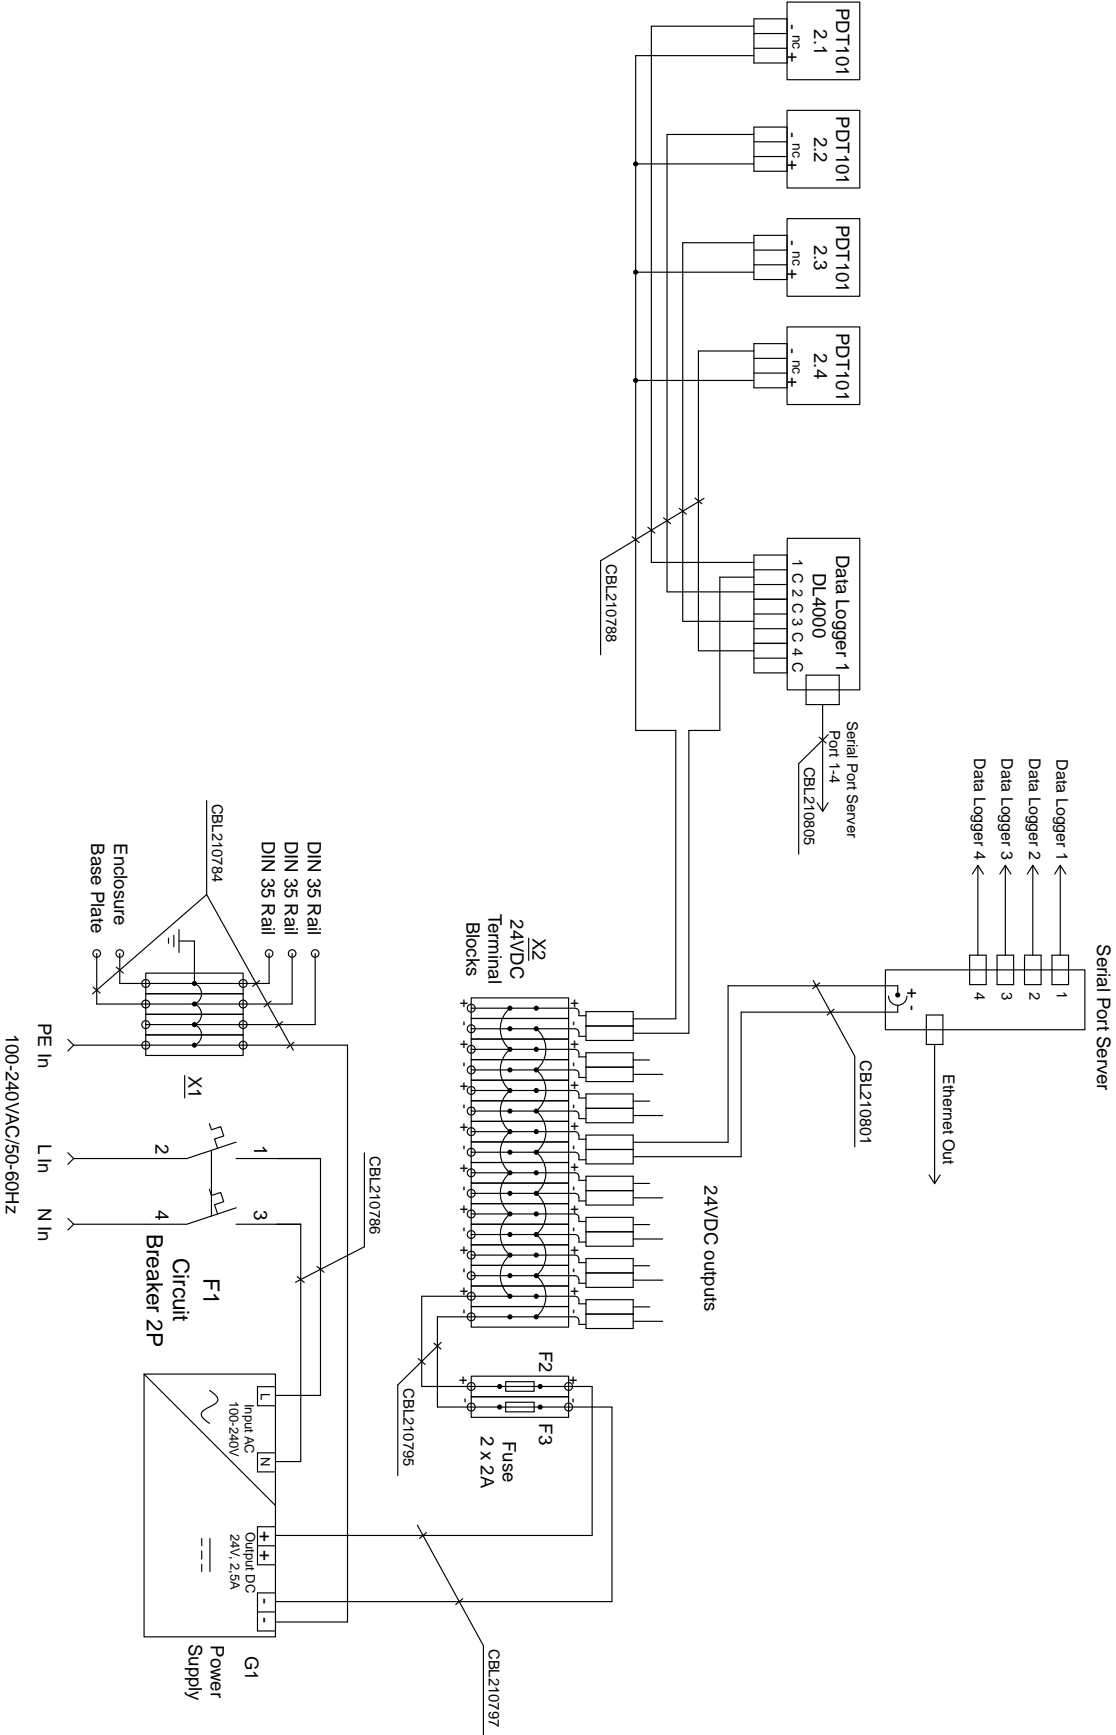 PDT101
2.1
- nc +
PDT101
2.2
- nc +
PDT101
2.3
- nc +
PDT101
2.4
- nc +
Data Logger 1
DL4000
1 C 2 C 3 C 4 C
CBL210788
Serial Port Server
Port 1-4
CBL210805
Serial Port Server
Data Logger 1
Data Logger 2
Data Logger 3
Data Logger 4
1
2
3
4
+ -
Ethernet Out
CBL210801
24VDC outputs
X2
24VDC
Terminal
Blocks
+ - + - + - + - + - + - + - + -
+ - + - + - + - + - + - + - + -
F2
F3
+ -
+ -
Fuse
2 x 2A
CBL210795
CBL210797
CBL210784
DIN 35 Rail
DIN 35 Rail
DIN 35 Rail
Enclosure
Base Plate
X1
CBL210786
1
3
2
4
F1
Circuit
Breaker 2P
PE In
L In
N In
100-240VAC/50-60Hz
L
N
Input AC
100-240V
+ +
- -
Output DC
24V, 2,5A
G1
Power
Supply